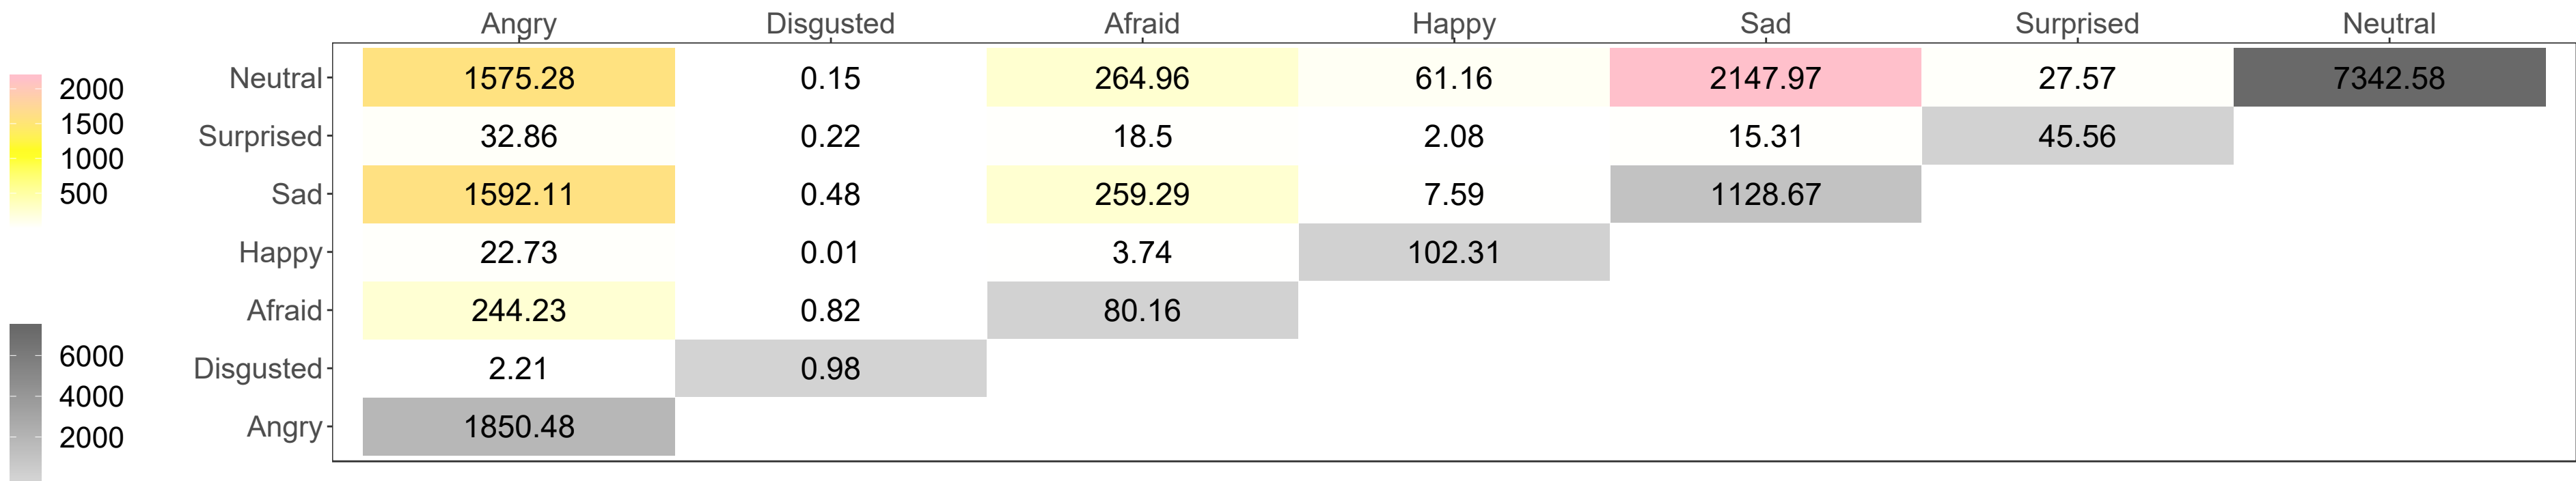 Angry Disgusted Afraid Happy Sad Surprised Neutral
Neutral 1575.28 0.15 264.96 61.16 2147.97 27.57 7342.58
Surprised 32.86 0.22 18.5 2.08 15.31 45.56
Sad 1592.11 0.48 259.29 7.59 1128.67
Happy 22.73 0.01 3.74 102.31
Afraid 244.23 0.82 80.16
Disgusted 2.21 0.98
Angry 1850.48
2000
1500
1000
500
6000
4000
2000